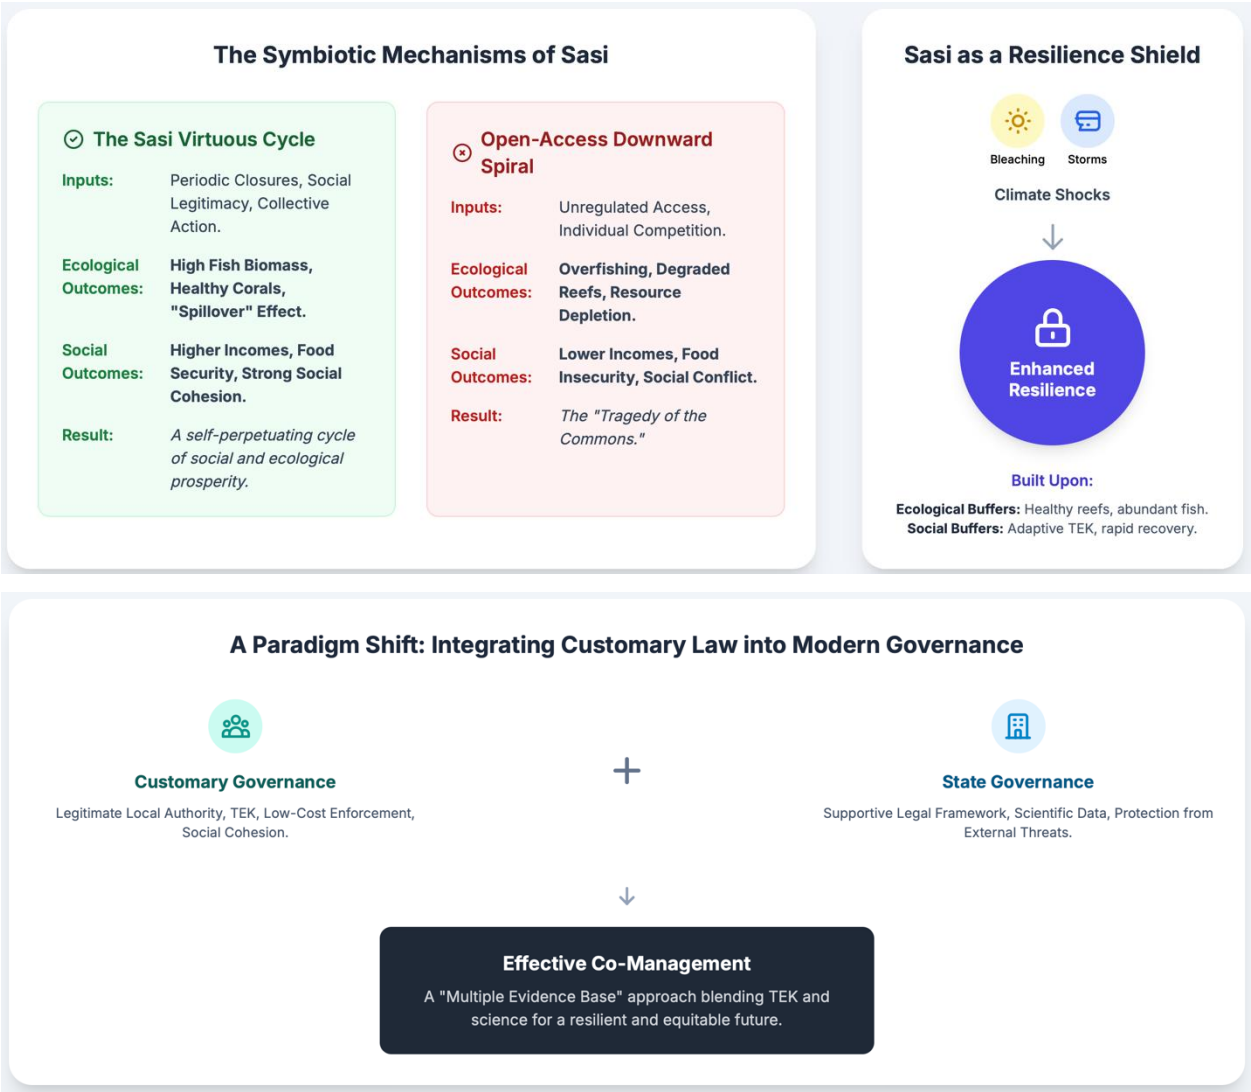 The Symbiotic Mechanisms of Sasi
The Sasi Virtuous Cycle
Inputs:
Periodic Closures, Social
Legitimacy, Collective
Action.
Ecological
Outcomes:
High Fish Biomass,
Healthy Corals,
"Spillover" Effect.
Social
Outcomes:
Higher Incomes, Food
Security, Strong Social
Cohesion.
Result:
A self-perpetuating cycle
of social and ecological
prosperity.
Open-Access Downward
Spiral
Inputs:
Unregulated Access,
Individual Competition.
Ecological
Outcomes:
Overfishing, Degraded
Reefs, Resource
Depletion.
Social
Outcomes:
Lower Incomes, Food
Insecurity, Social Conflict.
Result:
The "Tragedy of the
Commons."
Sasi as a Resilience Shield
Bleaching
Storms
Climate Shocks
Enhanced
Resilience
Built Upon:
Ecological Buffers: Healthy reefs, abundant fish.
Social Buffers: Adaptive TEK, rapid recovery.
A Paradigm Shift: Integrating Customary Law into Modern Governance
Customary Governance
Legitimate Local Authority, TEK, Low-Cost Enforcement,
Social Cohesion.
+
State Governance
Supportive Legal Framework, Scientific Data, Protection from
External Threats.
Effective Co-Management
A "Multiple Evidence Base" approach blending TEK and
science for a resilient and equitable future.